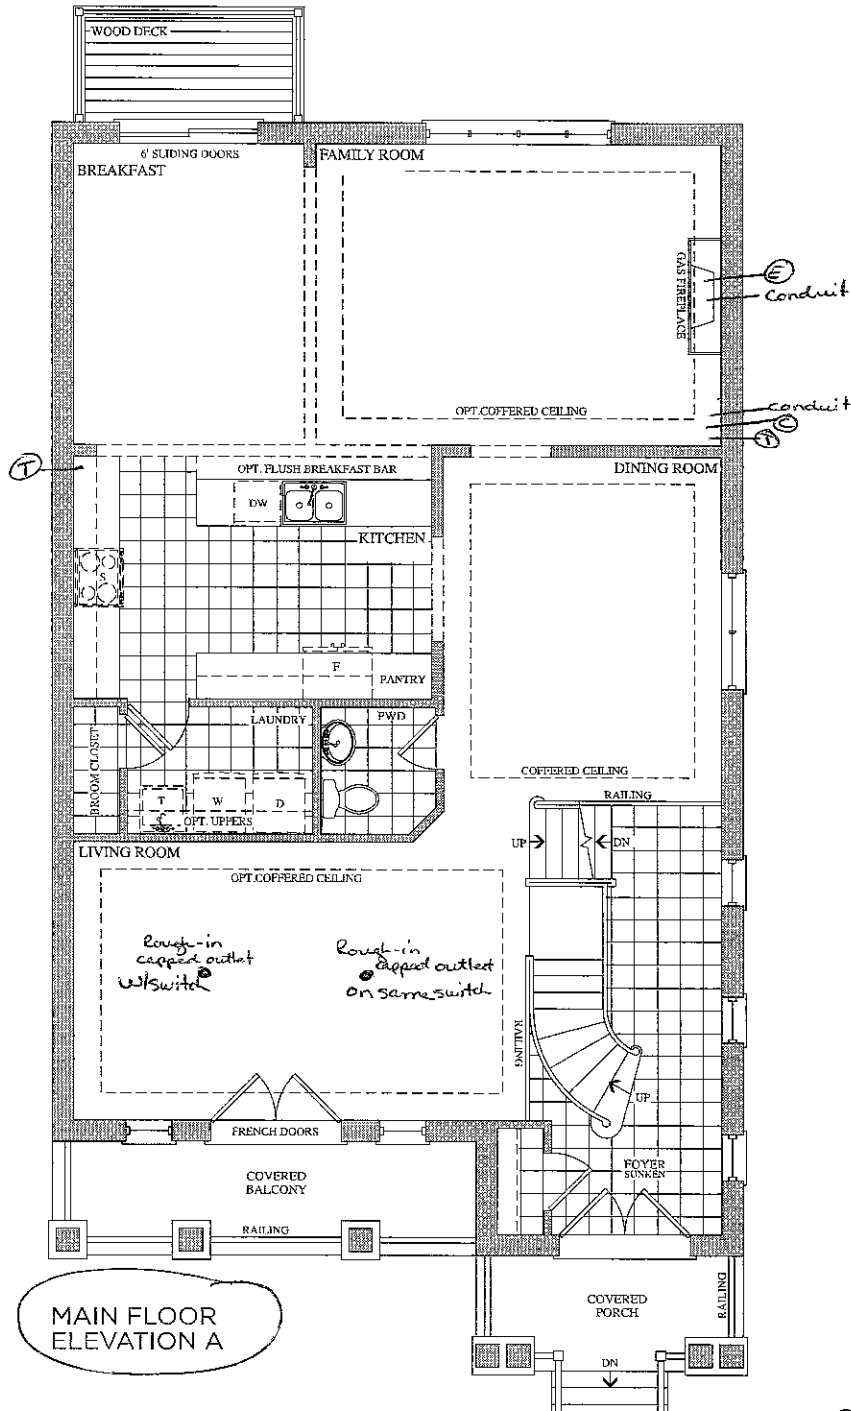 WOOD DECK
6' SLIDING DOORS
BREAKFAST
FAMILY ROOM
GAS FIREPLACE
E
Conduit
OPT.COFFERED CEILING
Conduit
C
T
T
OPT. FLUSH BREAKFAST BAR
DINING ROOM
DW
KITCHEN
S
F
PANTRY
LAUNDRY
PWD
BROOM CLOSET
T
W
D
OPT. UPPERS
COFFERED CEILING
RAILING
UP
DN
LIVING ROOM
OPT.COFFERED CEILING
Rough-in
capped outlet
W/switch
Rough-in
capped outlet
on same switch
RAILING
UP
FRENCH DOORS
FOYER
SUNKEN
COVERED
BALCONY
RAILING
COVERED
PORCH
RAILING
DN
MAIN FLOOR
ELEVATION A